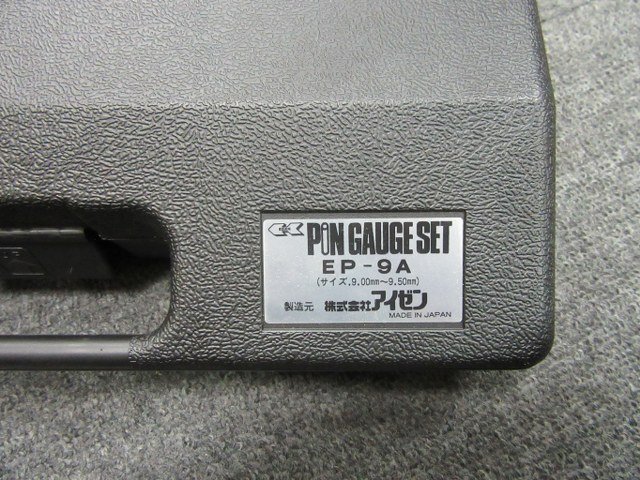 PiN GAUGE SET
EP-9A
(サイズ.9.00mm～9.50mm)
製造元 株式会社アイゼン
MADE IN JAPAN